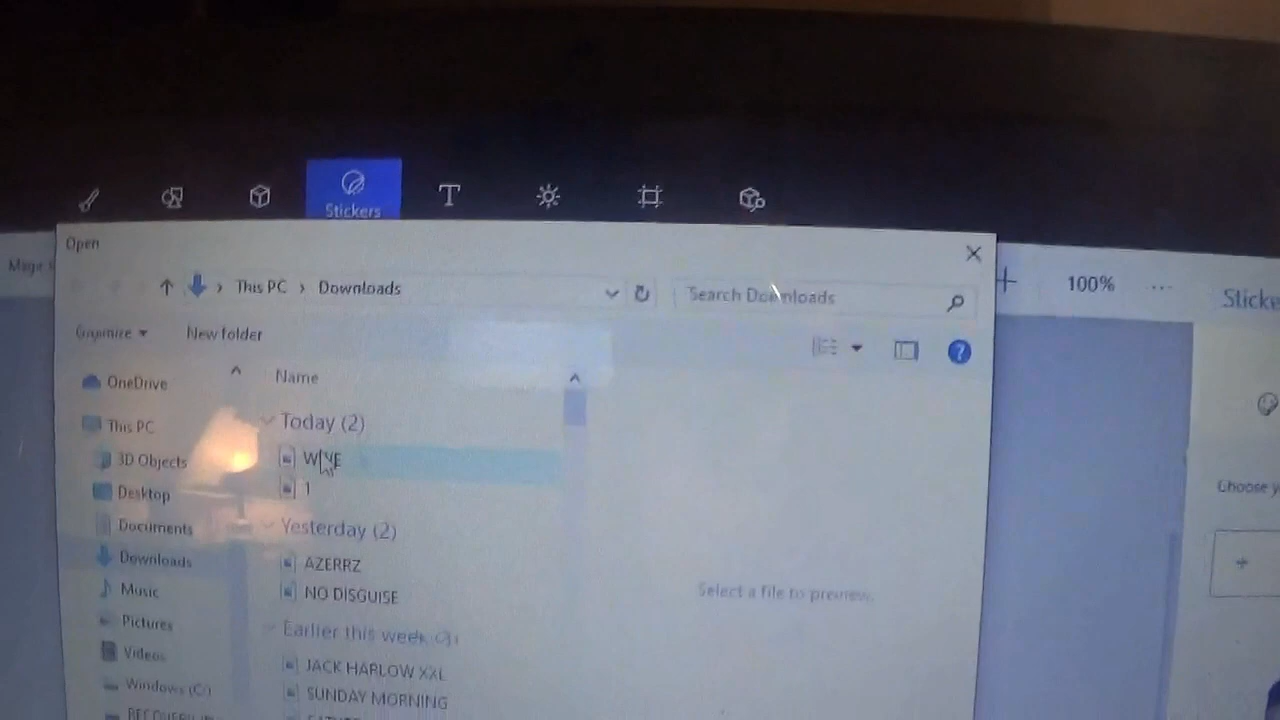 Stickers
Open
100%
This PC > Downloads
Search Downloads
Organize
New folder
Name
OneDrive
Today (2)
This PC
3D Objects
1
Desktop
Yesterday (2)
Documents
AZERRZ
Downloads
NO DISGUISE
Select a file to preview.
Music
Pictures
Earlier this week (3)
Videos
JACK HARLOW XXL
Windows (C:)
SUNDAY MORNING